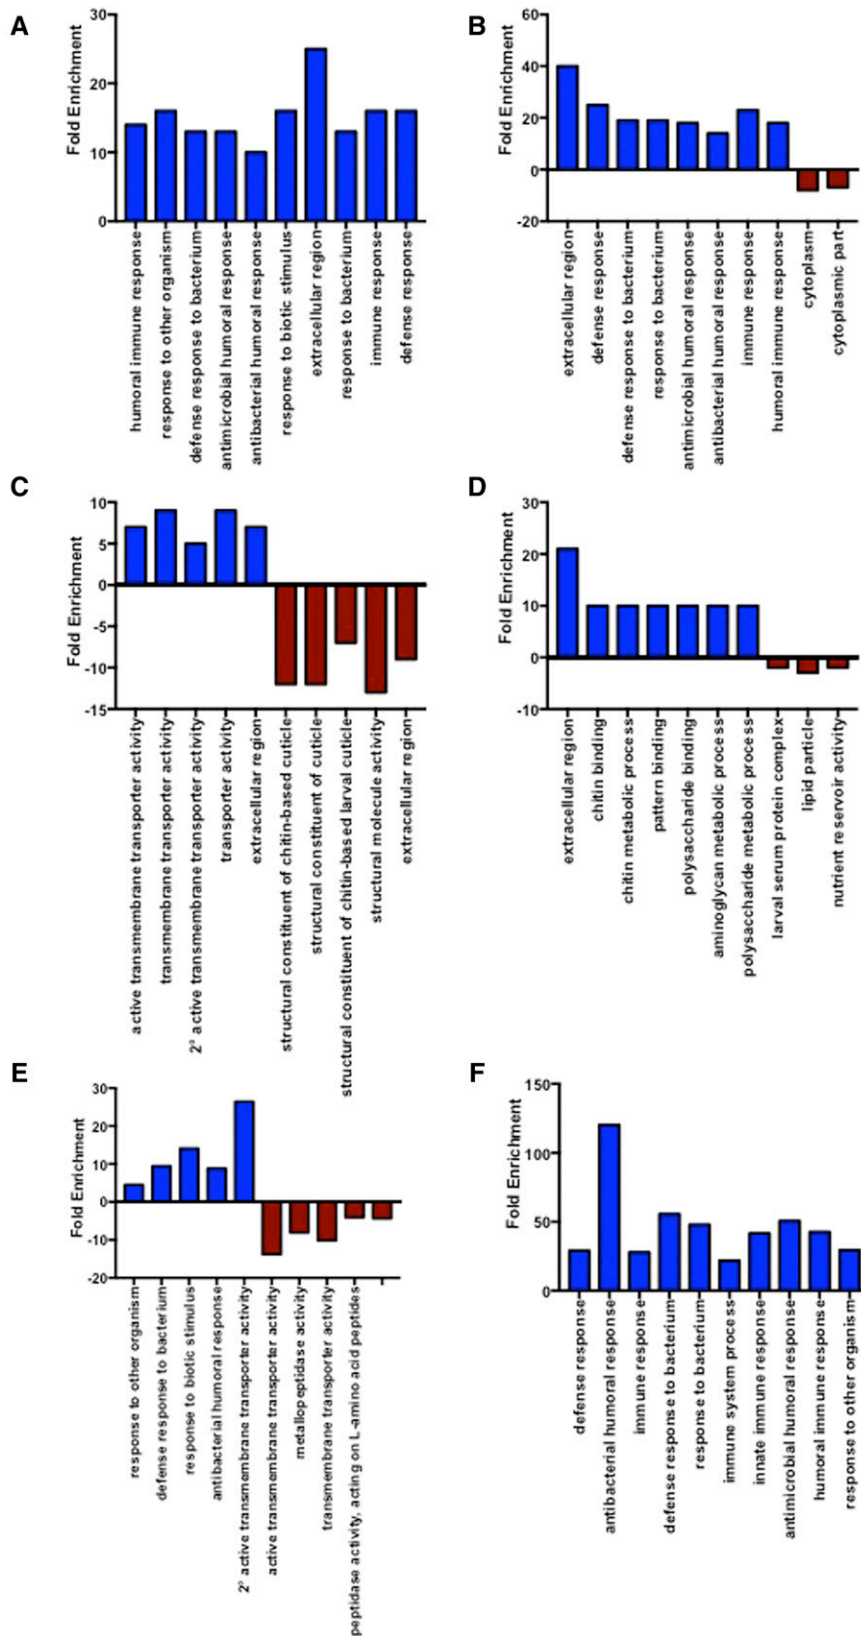 A
Fold Enrichment
30
20
10
0
humoral immune response
response to other organism
defense response to bacterium
antimicrobial humoral response
antibacterial humoral response
response to biotic stimulus
extracellular region
response to bacterium
immune response
defense response
B
Fold Enrichment
60
40
20
0
-20
extracellular region
defense response
defense response to bacterium
response to bacterium
antimicrobial humoral response
antibacterial humoral response
immune response
humoral immune response
cytoplasm
cytoplasmic part
C
Fold Enrichment
10
5
0
-5
-10
-15
active transmembrane transporter activity
transmembrane transporter activity
2° active transmembrane transporter activity
transporter activity
extracellular region
structural constituent of chitin-based cuticle
structural constituent of cuticle
structural constituent of chitin-based larval cuticle
structural molecule activity
extracellular region
D
Fold Enrichment
30
20
10
0
-10
extracellular region
chitin binding
chitin metabolic process
pattern binding
polysaccharide binding
aminoglycan metabolic process
polysaccharide metabolic process
larval serum protein complex
lipid particle
nutrient reservoir activity
E
Fold Enrichment
30
20
10
0
-10
-20
response to other organism
defense response to bacterium
response to biotic stimulus
antibacterial humoral response
2° active transmembrane transporter activity
active transmembrane transporter activity
metallopeptidase activity
transmembrane transporter activity
peptidase activity, acting on L-amino acid peptides
F
Fold Enrichment
150
100
50
0
defense response
antibacterial humoral response
immune response
defense response to bacterium
response to bacterium
immune system process
innate immune response
antimicrobial humoral response
humoral immune response
response to other organism